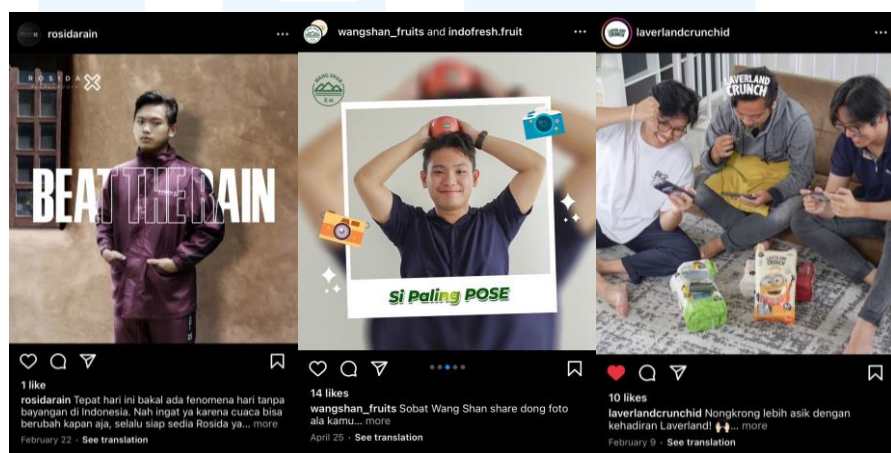 rosidarain
ROSIDA
BEAT THE RAIN
1 like
rosidarain Tepat hari ini bakal ada fenomena hari tanpa
bayangan di Indonesia. Nah ingat ya karena cuaca bisa
berubah kapan aja, selalu siap sedia Rosida ya... more
February 22 · See translation
wangshan_fruits and indofresh.fruit
WANG SHAN
Si Paling POSE
14 likes
wangshan_fruits Sobat Wang Shan share dong foto
ala kamu... more
April 25 · See translation
laverlandcrunchid
LAVERLAND
CRUNCH
10 likes
laverlandcrunchid Nongkrong lebih asik dengan
kehadiran Laverland! 🙌🏻... more
February 9 · See translation